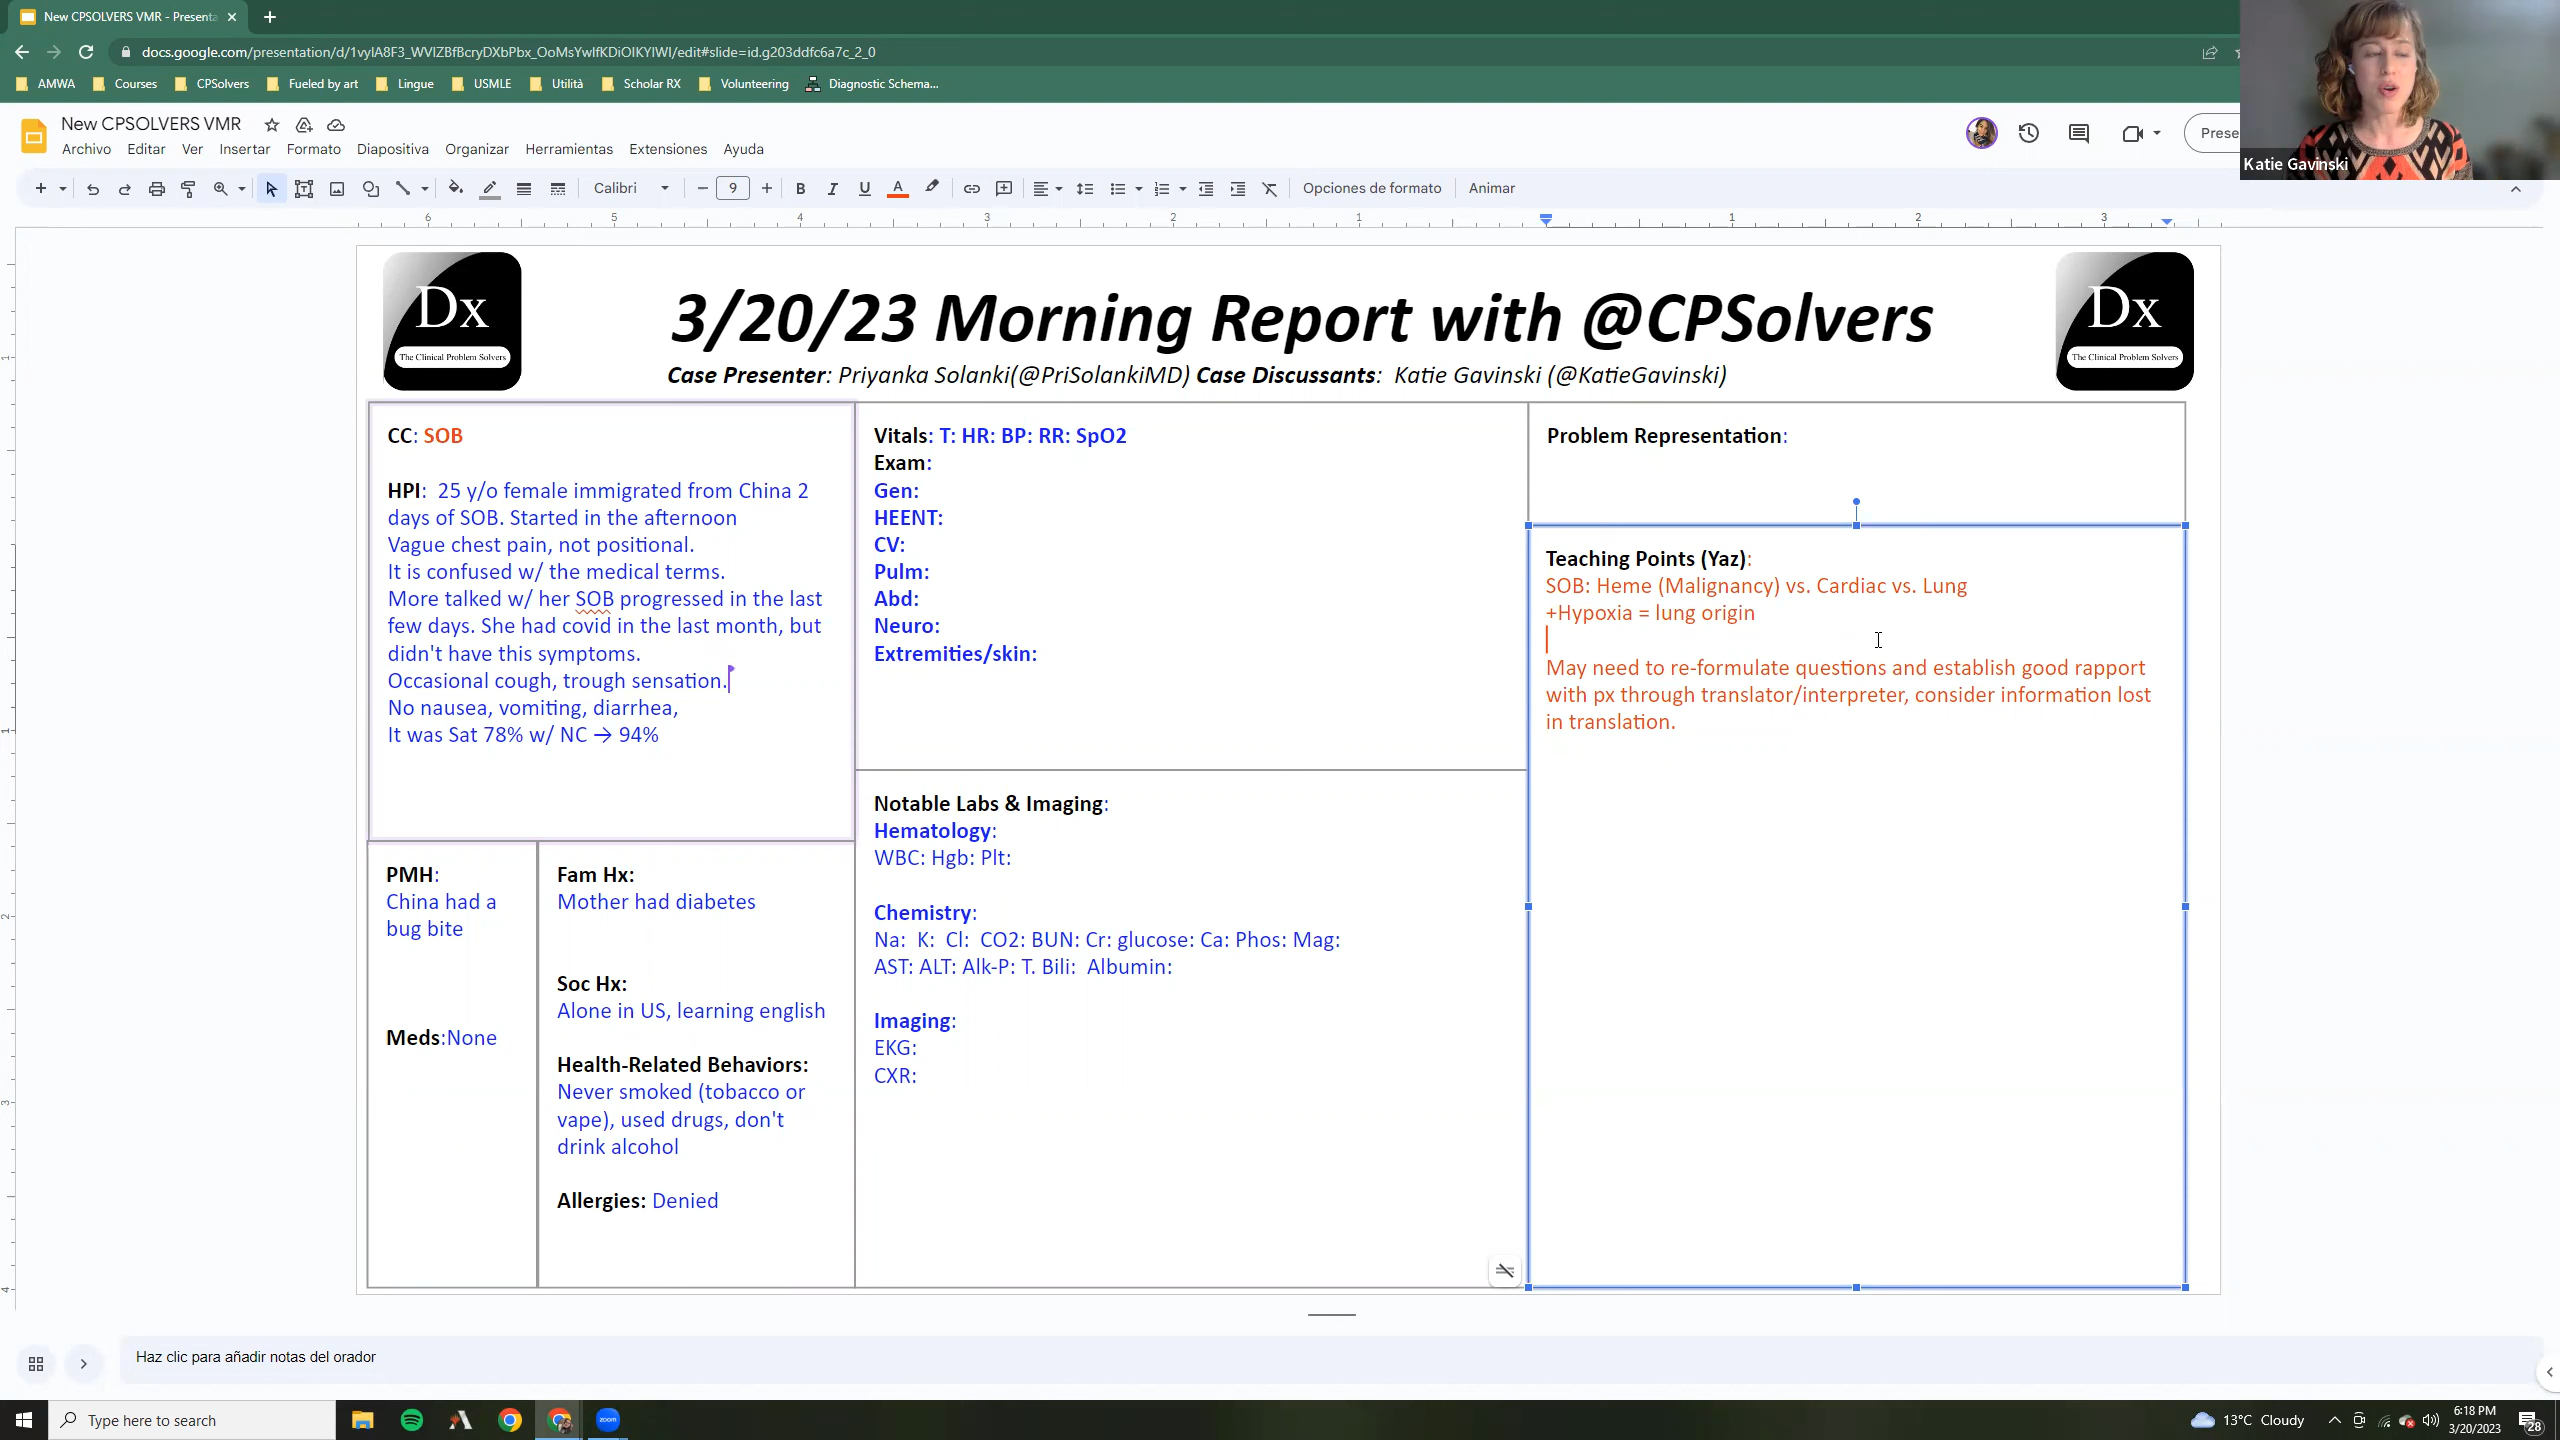 New CPSOLVERS VMR - Presenta
docs.google.com/presentation/d/1vylA8F3_WVIZBfBcryDXbPbx_OoMsYwlfKDiOIKYlWI/edit#slide=id.g203ddfc6a7c_2_0
AMWA Courses CPSolvers Fueled by art Lingue USMLE Utilità Scholar RX Volunteering Diagnostic Schema...
Katie Gavinski
New CPSOLVERS VMR
Archivo Editar Ver Insertar Formato Diapositiva Organizar Herramientas Extensiones Ayuda
Prese
Calibri 9 Opciones de formato Animar
6 5 4 3 2 1 1 2 3
Dx
The Clinical Problem Solvers
3/20/23 Morning Report with @CPSolvers
Case Presenter: Priyanka Solanki(@PriSolankiMD) Case Discussants: Katie Gavinski (@KatieGavinski)
Dx
The Clinical Problem Solvers
CC: SOB
HPI: 25 y/o female immigrated from China 2
days of SOB. Started in the afternoon
Vague chest pain, not positional.
It is confused w/ the medical terms.
More talked w/ her SOB progressed in the last
few days. She had covid in the last month, but
didn't have this symptoms.
Occasional cough, trough sensation.
No nausea, vomiting, diarrhea,
It was Sat 78% w/ NC → 94%
PMH:
China had a
bug bite
Meds:None
Fam Hx:
Mother had diabetes
Soc Hx:
Alone in US, learning english
Health-Related Behaviors:
Never smoked (tobacco or
vape), used drugs, don't
drink alcohol
Allergies: Denied
Vitals: T: HR: BP: RR: SpO2
Exam:
Gen:
HEENT:
CV:
Pulm:
Abd:
Neuro:
Extremities/skin:
Notable Labs & Imaging:
Hematology:
WBC: Hgb: Plt:
Chemistry:
Na: K: Cl: CO2: BUN: Cr: glucose: Ca: Phos: Mag:
AST: ALT: Alk-P: T. Bili: Albumin:
Imaging:
EKG:
CXR:
Problem Representation:
Teaching Points (Yaz):
SOB: Heme (Malignancy) vs. Cardiac vs. Lung
+Hypoxia = lung origin
May need to re-formulate questions and establish good rapport
with px through translator/interpreter, consider information lost
in translation.
Haz clic para añadir notas del orador
Type here to search
zoom
13°C Cloudy
6:18 PM
3/20/2023
28